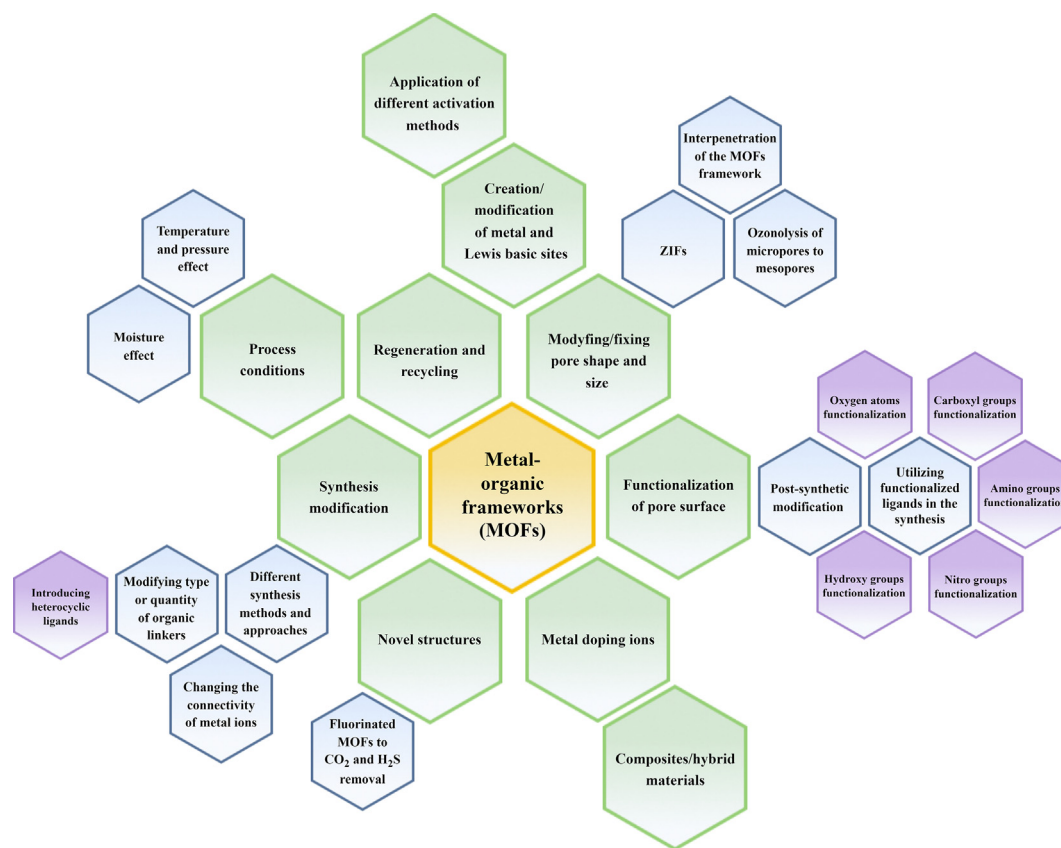 Application of
different activation
methods
Interpenetration
of the MOFs
framework
Creation/
modification
of metal and
Lewis basic sites
Temperature
and pressure
effect
ZIFs
Ozonolysis of
micropores to
mesopores
Moisture
effect
Process
conditions
Regeneration and
recycling
Modyfing/fixing
pore shape and
size
Oxygen atoms
functionalization
Carboxyl groups
functionalization
Metal-
organic
frameworks
(MOFs)
Synthesis
modification
Functionalization
of pore surface
Post-synthetic
modification
Utilizing
functionalized
ligands in the
synthesis
Amino groups
functionalization
Hydroxy groups
functionalization
Nitro groups
functionalization
Introducing
heterocyclic
ligands
Modifying type
or quantity
of organic
linkers
Different
synthesis
methods and
approaches
Novel structures
Metal doping ions
Changing the
connectivity
of metal ions
Fluorinated
MOFs to
CO₂ and H₂S
removal
Composites/hybrid
materials